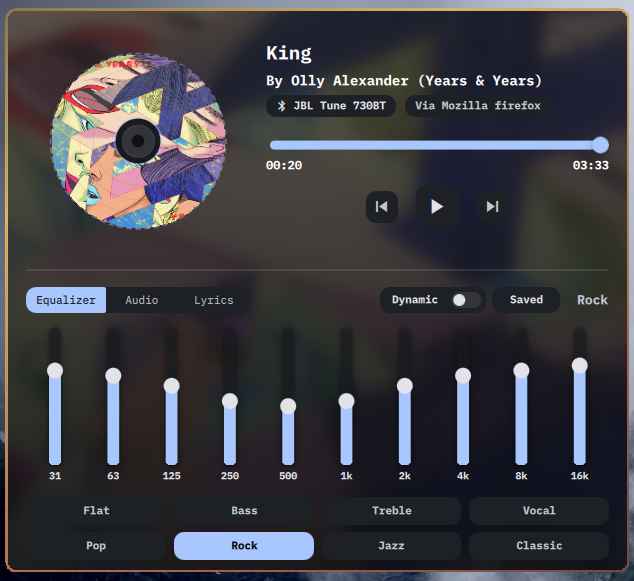 YEARS
King
By Olly Alexander (Years & Years)
JBL Tune 730BT Via Mozilla firefox
00:20 03:33
Equalizer Audio Lyrics Dynamic Saved Rock
31 63 125 250 500 1k 2k 4k 8k 16k
Flat Bass Treble Vocal
Pop Rock Jazz Classic